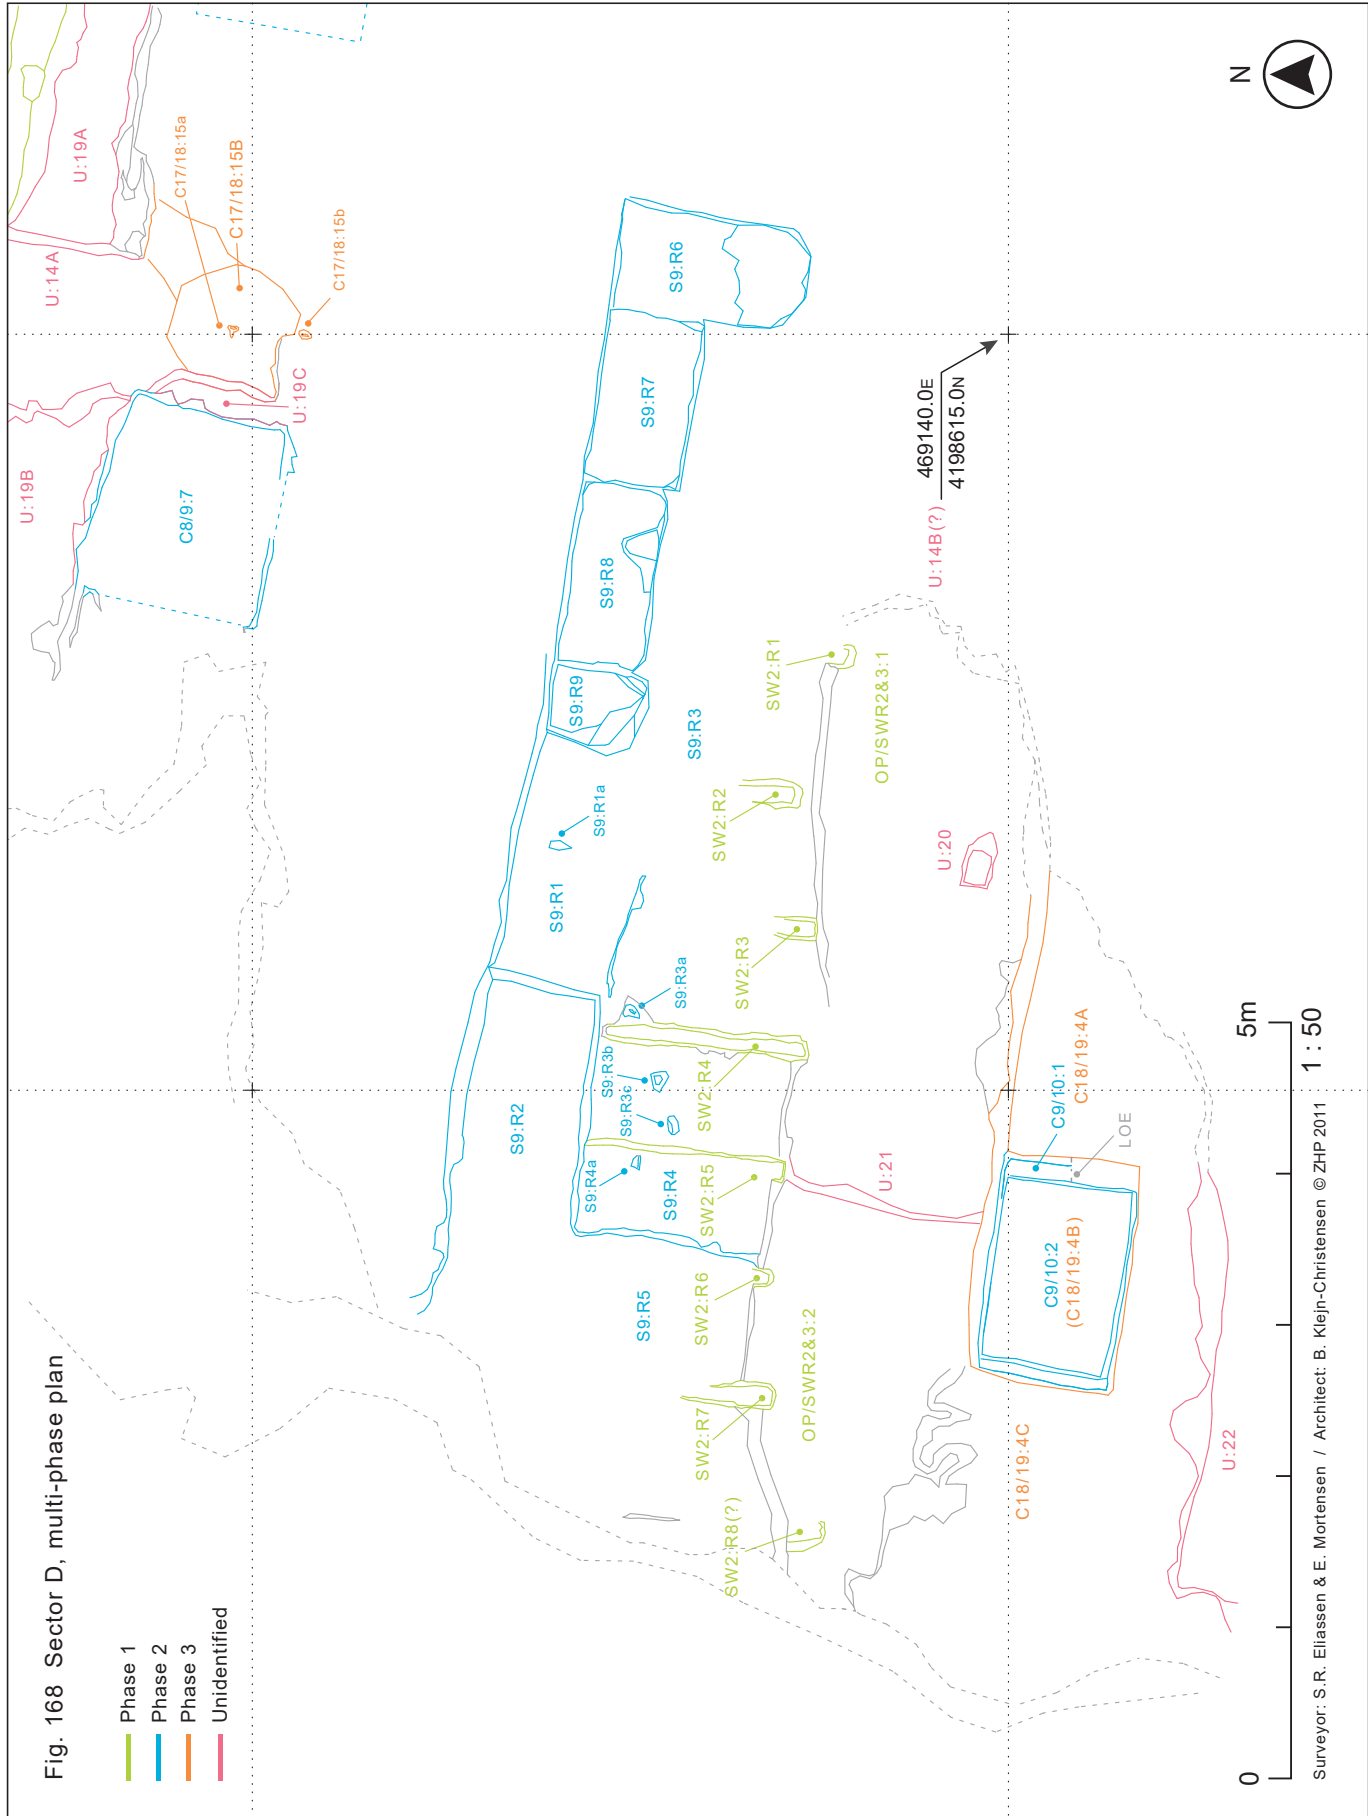 Fig. 168 Sector D, multi-phase plan
Phase 1
Phase 2
Phase 3
Unidentified
N
U:19A
U:14A
U:19B
U:19C
C17/18:15a
C17/18:15B
C17/18:15b
C8/9:7
S9:R6
S9:R7
S9:R8
S9:R9
S9:R3
S9:R1a
S9:R1
S9:R2
S9:R3a
S9:R3b
S9:R3c
S9:R4a
S9:R4
S9:R5
SW2:R1
SW2:R2
SW2:R3
SW2:R4
SW2:R5
SW2:R6
SW2:R7
SW2:R8(?)
OP/SWR2&3:1
OP/SWR2&3:2
469140.0E
4198615.0N
U:14B(?)
U:20
U:21
U:22
C9/10:1
C18/19:4A
LOE
C9/10:2
(C18/19:4B)
C18/19:4C
0
5m
1 : 50
Surveyor: S.R. Eliassen & E. Mortensen / Architect: B. Klejn-Christensen ©ZHP 2011